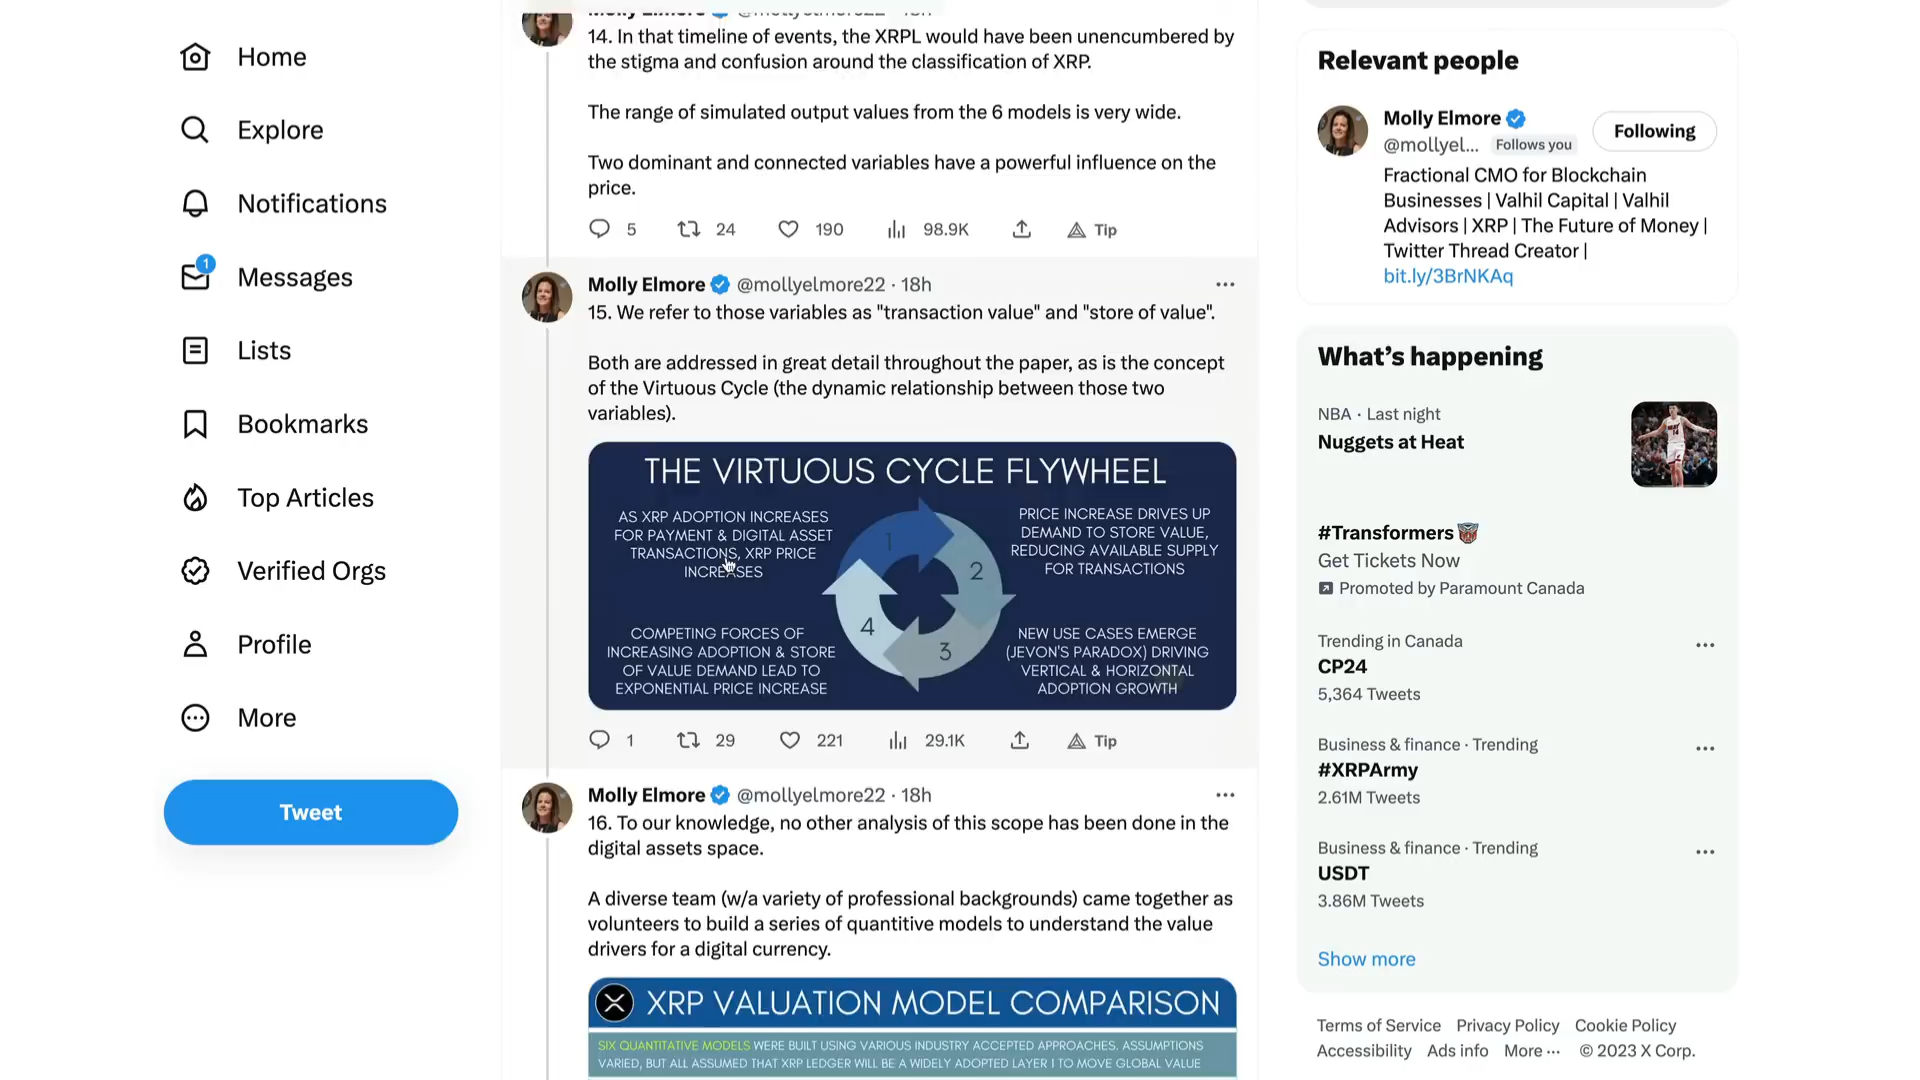 Home
Explore
Notifications
1
Messages
Lists
Bookmarks
Top Articles
Verified Orgs
Profile
More
Tweet
Molly Elmore @mollyelmore22 · 18h
14. In that timeline of events, the XRPL would have been unencumbered by
the stigma and confusion around the classification of XRP.
The range of simulated output values from the 6 models is very wide.
Two dominant and connected variables have a powerful influence on the
price.
5 24 190 98.9K Tip
Molly Elmore @mollyelmore22 · 18h
15. We refer to those variables as "transaction value" and "store of value".
Both are addressed in great detail throughout the paper, as is the concept
of the Virtuous Cycle (the dynamic relationship between those two
variables).
THE VIRTUOUS CYCLE FLYWHEEL
AS XRP ADOPTION INCREASES
FOR PAYMENT & DIGITAL ASSET
TRANSACTIONS, XRP PRICE
INCREASES
1
PRICE INCREASE DRIVES UP
DEMAND TO STORE VALUE,
REDUCING AVAILABLE SUPPLY
FOR TRANSACTIONS
2
COMPETING FORCES OF
INCREASING ADOPTION & STORE
OF VALUE DEMAND LEAD TO
EXPONENTIAL PRICE INCREASE
4
3
NEW USE CASES EMERGE
(JEVON'S PARADOX) DRIVING
VERTICAL & HORIZONTAL
ADOPTION GROWTH
1 29 221 29.1K Tip
Molly Elmore @mollyelmore22 · 18h
16. To our knowledge, no other analysis of this scope has been done in the
digital assets space.
A diverse team (w/a variety of professional backgrounds) came together as
volunteers to build a series of quantitive models to understand the value
drivers for a digital currency.
XRP VALUATION MODEL COMPARISON
SIX QUANTITATIVE MODELS WERE BUILT USING VARIOUS INDUSTRY ACCEPTED APPROACHES. ASSUMPTIONS
VARIED, BUT ALL ASSUMED THAT XRP LEDGER WILL BE A WIDELY ADOPTED LAYER 1 TO MOVE GLOBAL VALUE
Relevant people
Molly Elmore
@mollyel... Follows you
Following
Fractional CMO for Blockchain
Businesses | Valhil Capital | Valhil
Advisors | XRP | The Future of Money |
Twitter Thread Creator |
bit.ly/3BrNKAq
What's happening
NBA · Last night
Nuggets at Heat
#Transformers
Get Tickets Now
Promoted by Paramount Canada
Trending in Canada
CP24
5,364 Tweets
Business & finance · Trending
#XRPArmy
2.61M Tweets
Business & finance · Trending
USDT
3.86M Tweets
Show more
Terms of Service Privacy Policy Cookie Policy
Accessibility Ads info More ··· © 2023 X Corp.